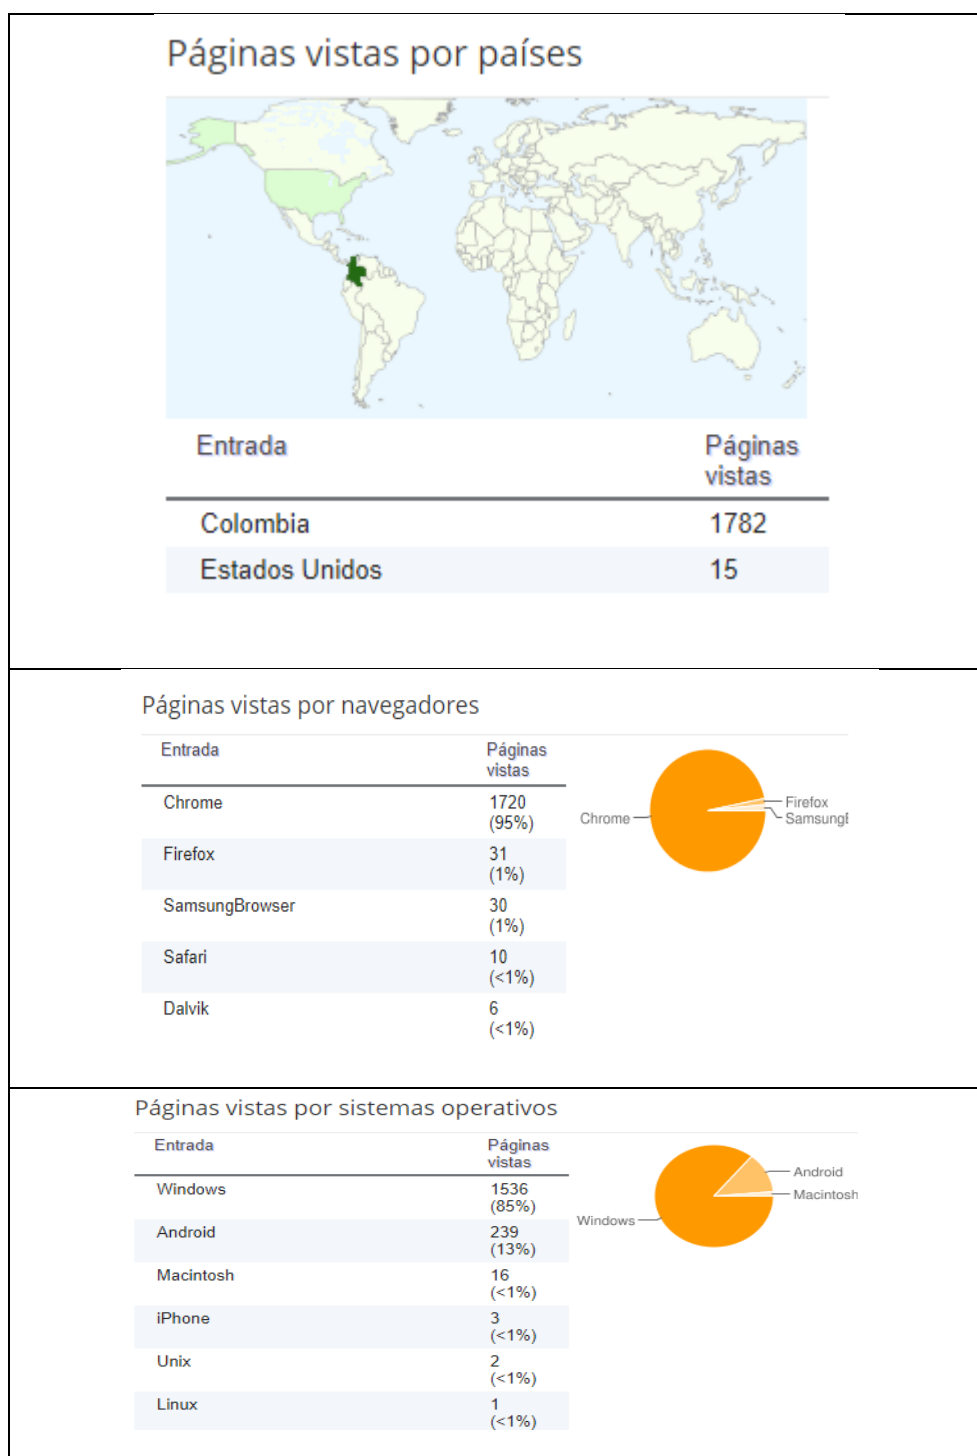 Páginas vistas por países
Entrada Páginas
vistas
Colombia 1782
Estados Unidos 15
Páginas vistas por navegadores
Entrada Páginas
vistas
Chrome 1720
(95%)
Firefox 31
(1%)
SamsungBrowser 30
(1%)
Safari 10
(<1%)
Dalvik 6
(<1%)
Chrome
Firefox
SamsungB
Páginas vistas por sistemas operativos
Entrada Páginas
vistas
Windows 1536
(85%)
Android 239
(13%)
Macintosh 16
(<1%)
iPhone 3
(<1%)
Unix 2
(<1%)
Linux 1
(<1%)
Windows
Android
Macintosh